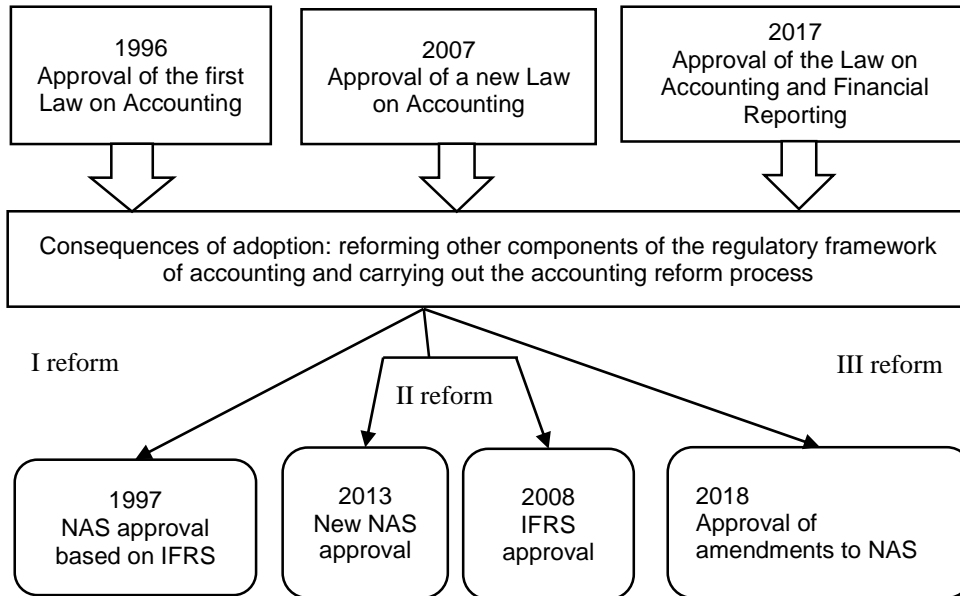 1996
Approval of the first
Law on Accounting
2007
Approval of a new Law
on Accounting
2017
Approval of the Law on
Accounting and Financial
Reporting
Consequences of adoption: reforming other components of the regulatory framework
of accounting and carrying out the accounting reform process
I reform
II reform
III reform
1997
NAS approval
based on IFRS
2013
New NAS
approval
2008
IFRS
approval
2018
Approval of
amendments to NAS